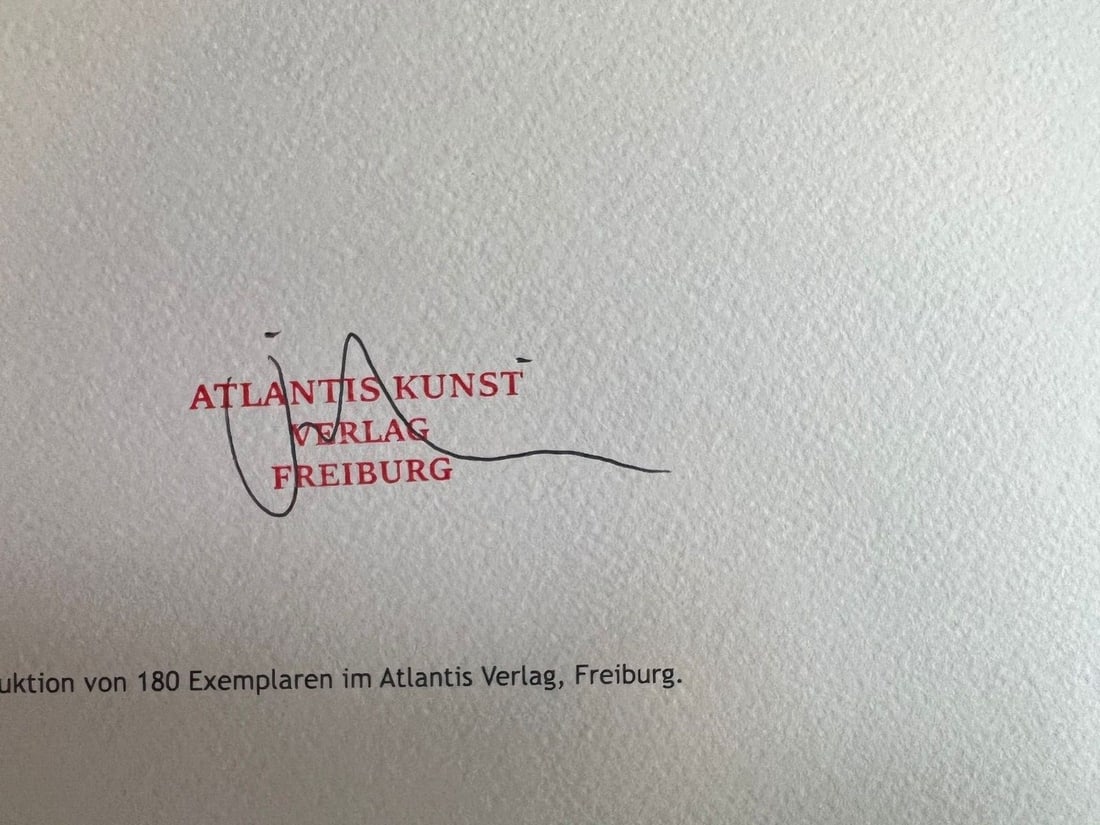 ATLANTIS KUNST
VERLAG
FREIBURG
uktion von 180 Exemplaren im Atlantis Verlag, Freiburg.